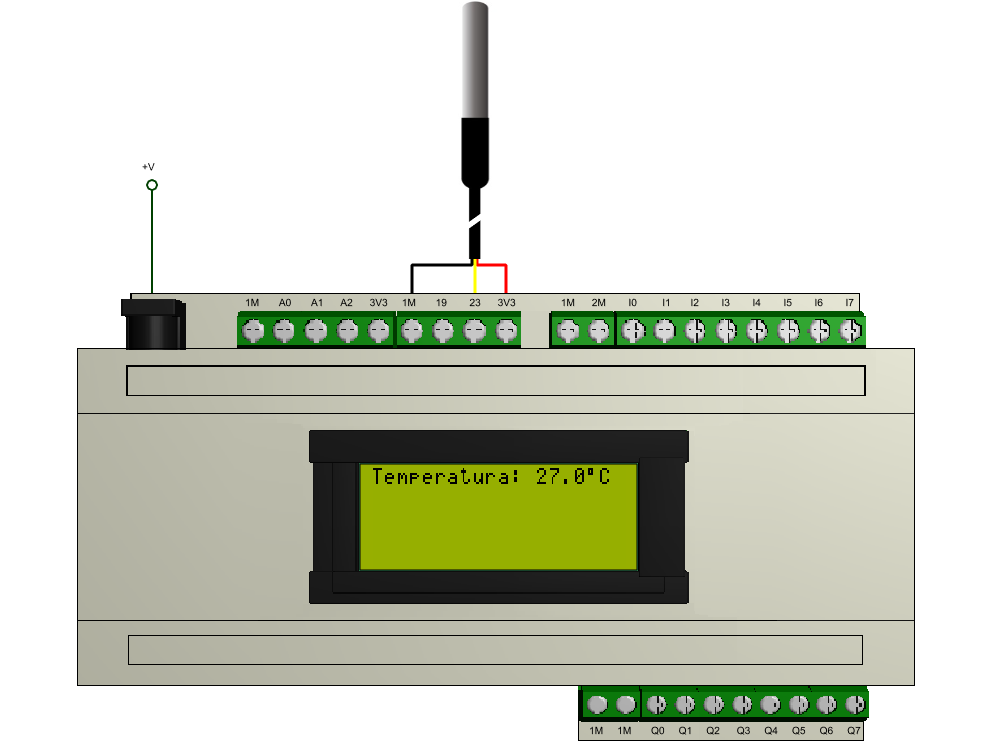 +V
1M A0 A1 A2 3V3 1M 19 23 3V3 1M 2M I0 I1 I2 I3 I4 I5 I6 I7
Temperatura: 27.0°C
1M 1M Q0 Q1 Q2 Q3 Q4 Q5 Q6 Q7